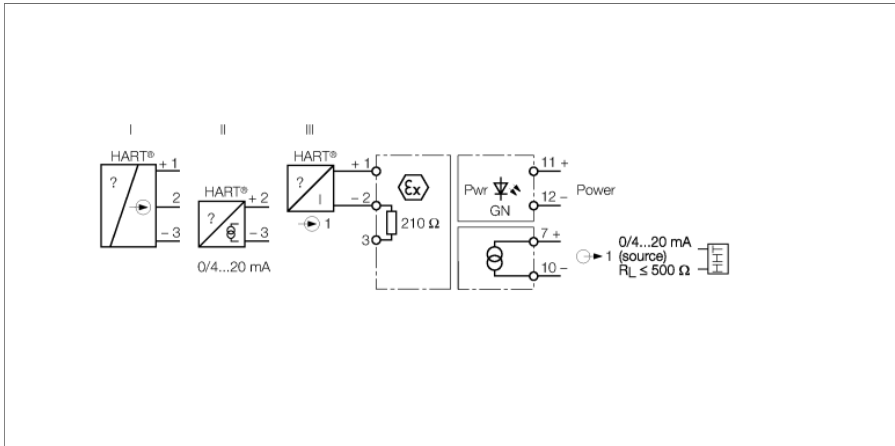 I
II
III
HART®
?
+ 1
2
− 3
HART®
?
+ 2
− 3
0/4...20 mA
HART®
?
I
+ 1
− 2
3
1
Ex
210 Ω
Pwr
GN
11 +
12 −
Power
7 +
10 −
1
0/4...20 mA
(source)
RL ≤ 500 Ω